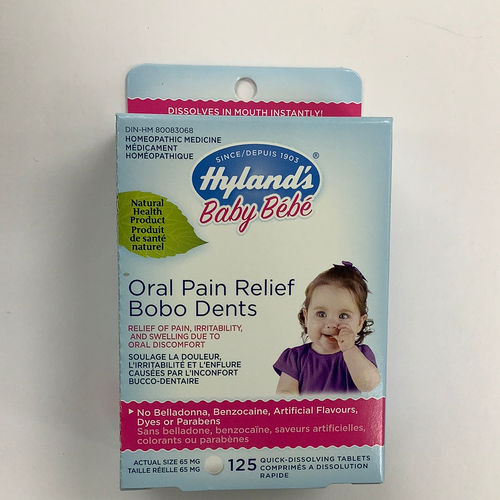 DISSOLVES IN MOUTH INSTANTLY!
DIN-HM 80083068
HOMEOPATHIC MEDICINE
MÉDICAMENT
HOMÉOPATHIQUE
SINCE/DEPUIS 1903
Hyland's®
Baby Bébé
Natural
Health
Product
Produit
de santé
naturel
Oral Pain Relief
Bobo Dents
RELIEF OF PAIN, IRRITABILITY,
AND SWELLING DUE TO
ORAL DISCOMFORT
SOULAGE LA DOULEUR,
L'IRRITABILITÉ ET L'ENFLURE
CAUSÉES PAR L'INCONFORT
BUCCO-DENTAIRE
▶ No Belladonna, Benzocaine, Artificial Flavours,
Dyes or Parabens
Sans belladone, benzocaïne, saveurs artificielles,
colorants ou parabènes
ACTUAL SIZE 65 MG
TAILLE RÉELLE 65 MG
125 QUICK-DISSOLVING TABLETS
COMPRIMÉS À DISSOLUTION
RAPIDE